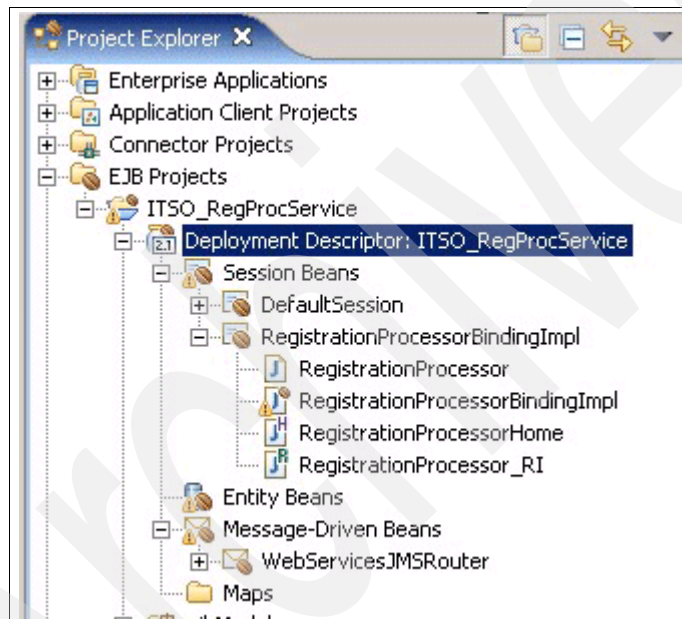 Project Explorer
Enterprise Applications
Application Client Projects
Connector Projects
EJB Projects
ITSO_RegProcService
2.1 Deployment Descriptor: ITSO_RegProcService
Session Beans
DefaultSession
RegistrationProcessorBindingImpl
J RegistrationProcessor
J RegistrationProcessorBindingImpl
J H RegistrationProcessorHome
J R RegistrationProcessor_RI
Entity Beans
Message-Driven Beans
WebServicesJMSRouter
Maps